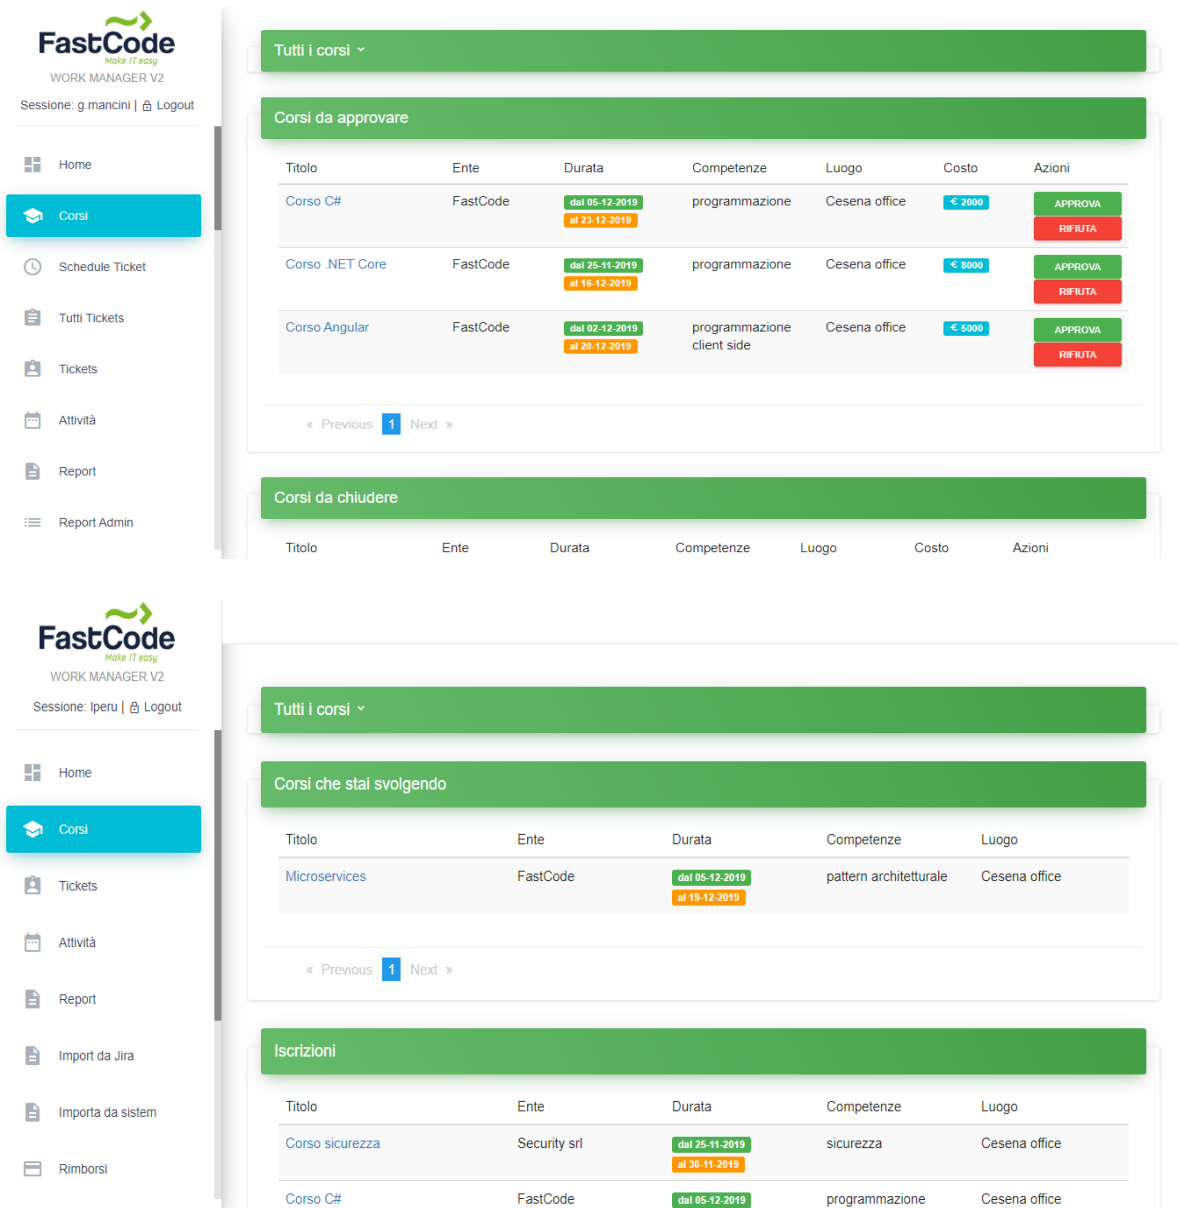 FastCode
Make IT easy
WORK MANAGER V2
Sessione: g.mancini | Logout
Home
Corsi
Schedule Ticket
Tutti Tickets
Tickets
Attività
Report
Report Admin
Tutti i corsi
Corsi da approvare
Titolo Ente Durata Competenze Luogo Costo Azioni
Corso C# FastCode dal 05-12-2019 programmazione Cesena office € 2000 APPROVA
al 23-12-2019 RIFIUTA
Corso .NET Core FastCode dal 25-11-2019 programmazione Cesena office € 8000 APPROVA
al 16-12-2019 RIFIUTA
Corso Angular FastCode dal 02-12-2019 programmazione Cesena office € 5000 APPROVA
al 20-12-2019 client side RIFIUTA
« Previous 1 Next »
Corsi da chiudere
Titolo Ente Durata Competenze Luogo Costo Azioni
FastCode
Make IT easy
WORK MANAGER V2
Sessione: lperu | Logout
Home
Corsi
Tickets
Attività
Report
Import da Jira
Importa da sistem
Rimborsi
Tutti i corsi
Corsi che stai svolgendo
Titolo Ente Durata Competenze Luogo
Microservices FastCode dal 05-12-2019 pattern architetturale Cesena office
al 19-12-2019
« Previous 1 Next »
Iscrizioni
Titolo Ente Durata Competenze Luogo
Corso sicurezza Security srl dal 25-11-2019 sicurezza Cesena office
al 30-11-2019
Corso C# FastCode dal 05-12-2019 programmazione Cesena office